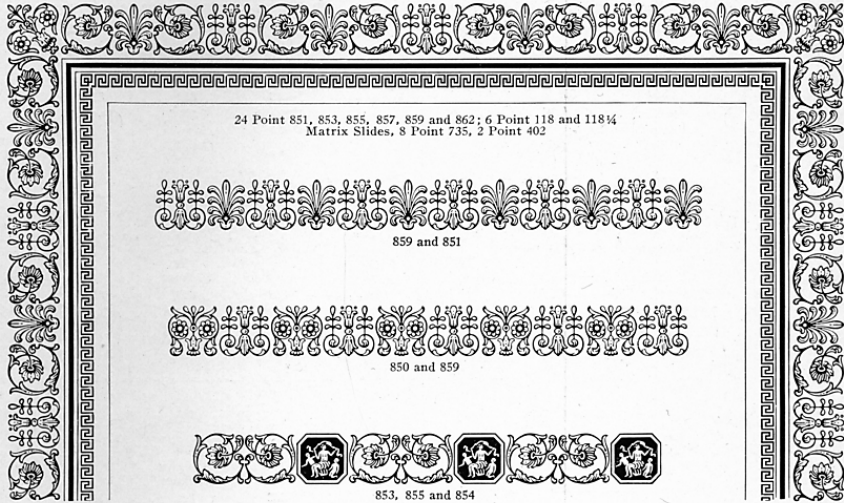 24 Point 851, 853, 855, 857, 859 and 862; 6 Point 118 and 118¼
Matrix Slides, 8 Point 735, 2 Point 402
859 and 851
850 and 859
853, 855 and 854